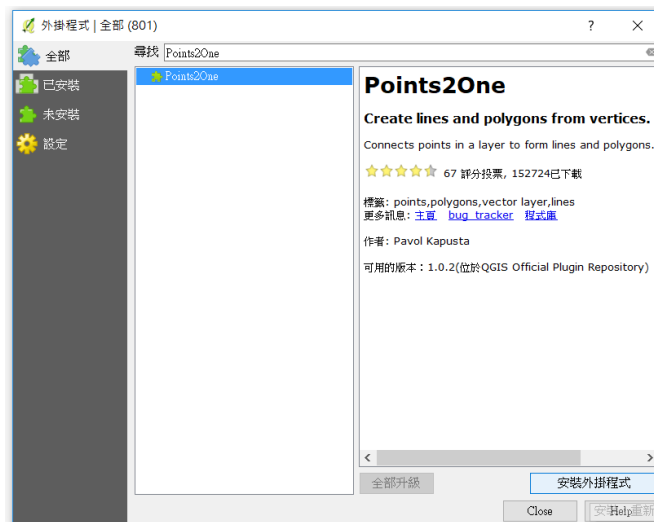 外掛程式 | 全部 (801)
全部
已安裝
未安裝
設定
尋找 Points2One
Points2One
Points2One
Create lines and polygons from vertices.
Connects points in a layer to form lines and polygons.
67 評分投票, 152724已下載
標籤: points,polygons,vector layer,lines
更多訊息: 主頁 bug tracker 程式庫
作者: Pavol Kapusta
可用的版本：1.0.2(位於QGIS Official Plugin Repository)
全部升級
安裝外掛程式
Close
Help